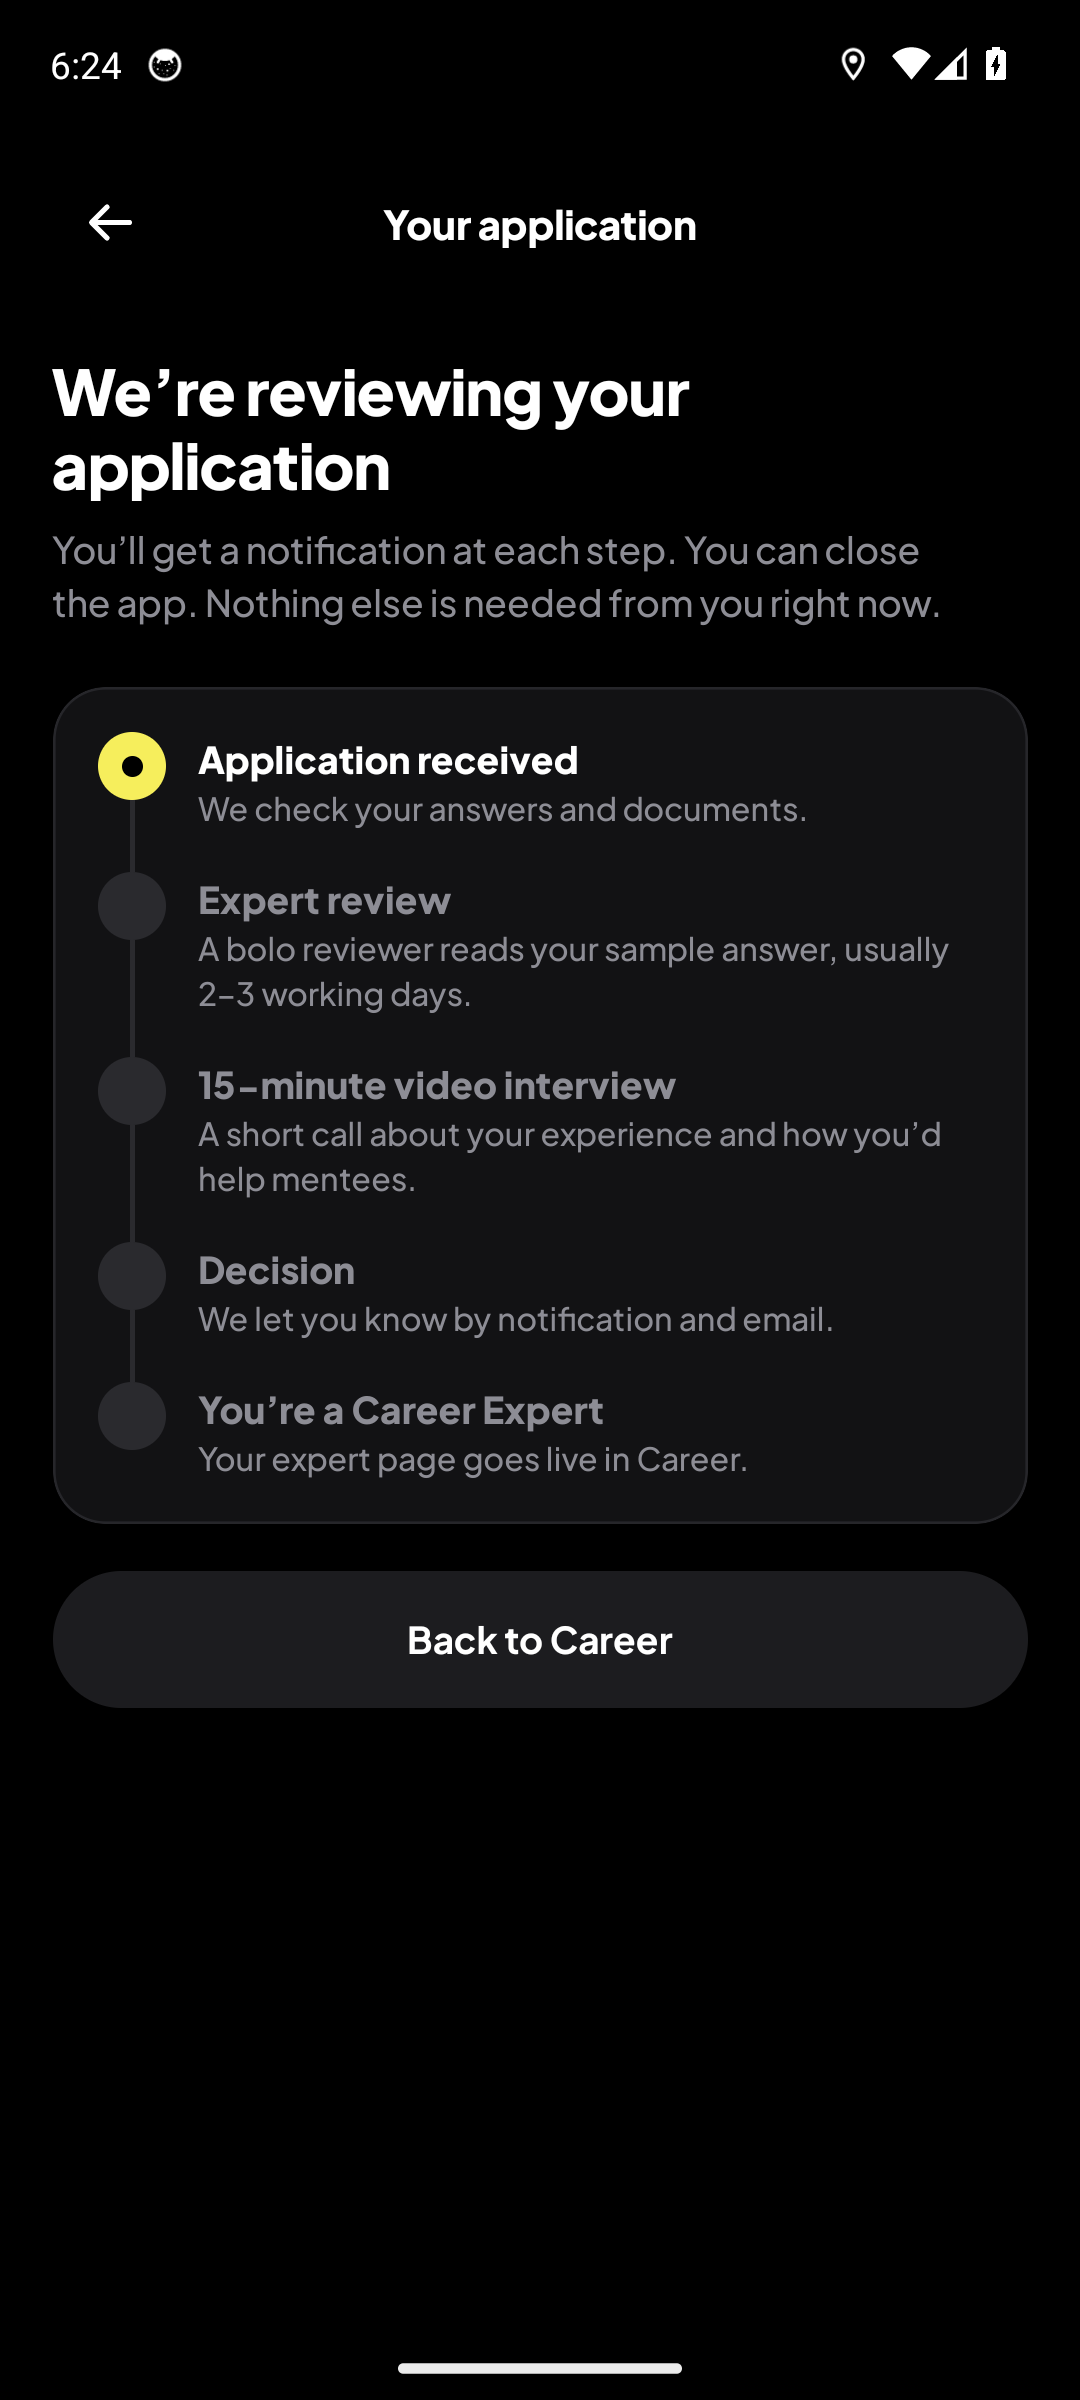 6:24
Your application
We’re reviewing your
application
You’ll get a notification at each step. You can close
the app. Nothing else is needed from you right now.
Application received
We check your answers and documents.
Expert review
A bolo reviewer reads your sample answer, usually
2–3 working days.
15-minute video interview
A short call about your experience and how you’d
help mentees.
Decision
We let you know by notification and email.
You’re a Career Expert
Your expert page goes live in Career.
Back to Career